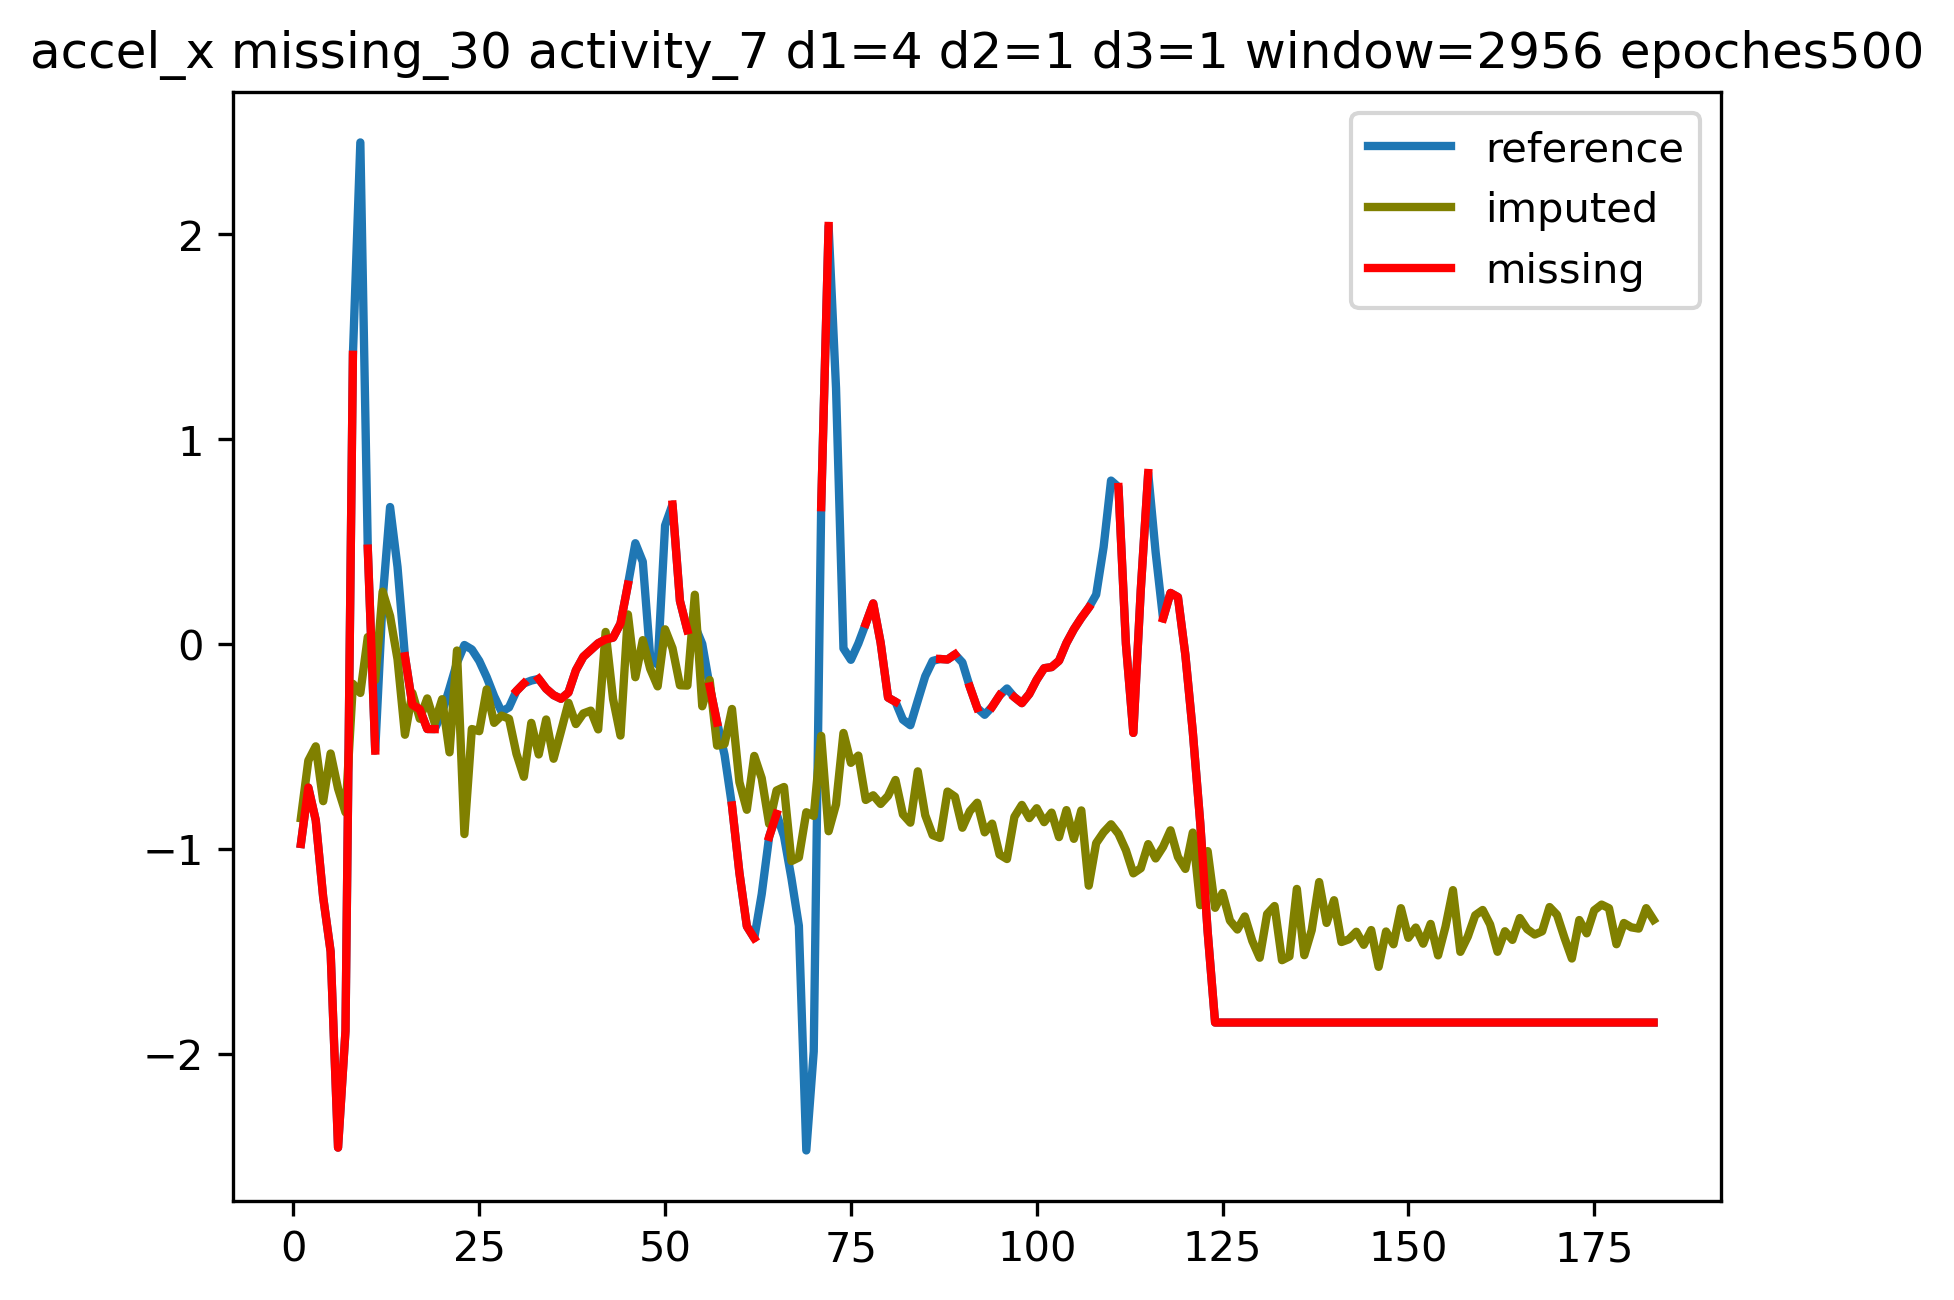 accel_x missing_30 activity_7 d1=4 d2=1 d3=1 window=2956 epoches500
reference
imputed
missing
2
1
0
−1
−2
0 25 50 75 100 125 150 175